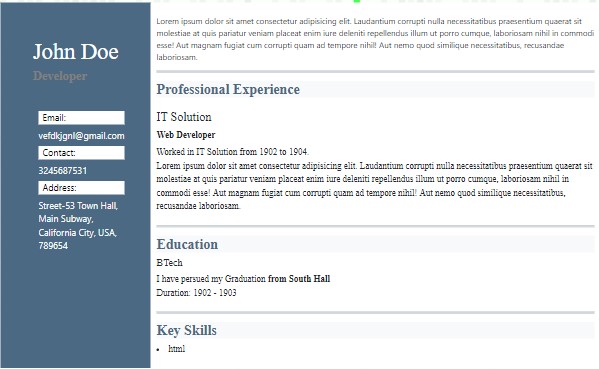 John Doe
Developer
Email:
vefdkjgnl@gmail.com
Contact:
3245687531
Address:
Street-53 Town Hall,
Main Subway,
California City, USA,
789654
Lorem ipsum dolor sit amet consectetur adipisicing elit. Laudantium corrupti nulla necessitatibus praesentium quaerat sit
molestiae at quis pariatur veniam placeat enim iure deleniti repellendus illum ut porro cumque, laboriosam nihil in commodi
esse! Aut magnam fugiat cum corrupti quam ad tempore nihil! Aut nemo quod similique necessitatibus, recusandae
laboriosam.
Professional Experience
IT Solution
Web Developer
Worked in IT Solution from 1902 to 1904.
Lorem ipsum dolor sit amet consectetur adipisicing elit. Laudantium corrupti nulla necessitatibus praesentium quaerat sit
molestiae at quis pariatur veniam placeat enim iure deleniti repellendus illum ut porro cumque, laboriosam nihil in
commodi esse! Aut magnam fugiat cum corrupti quam ad tempore nihil! Aut nemo quod similique necessitatibus,
recusandae laboriosam.
Education
BTech
I have persued my Graduation from South Hall
Duration: 1902 - 1903
Key Skills
• html